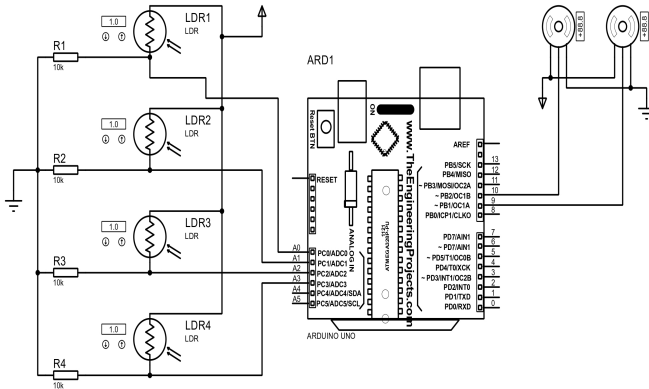 1.0
LDR1
LDR
R1
10k
1.0
LDR2
LDR
R2
10k
1.0
LDR3
LDR
R3
10k
1.0
LDR4
LDR
R4
10k
ARD1
ON
Reset BTN
www.TheEngineeringProjects.com
RESET
ANALOG IN
ATMEGA328P-PU
A0 PC0/ADC0
A1 PC1/ADC1
A2 PC2/ADC2
A3 PC3/ADC3
A4 PC4/ADC4/SDA
A5 PC5/ADC5/SCL
AREF
PB5/SCK 13
PB4/MISO 12
~ PB3/MOSI/OC2A 11
~ PB2/OC1B 10
~ PB1/OC1A 9
PB0/ICP1/CLKO 8
PD7/AIN1 7
~ PD7/AIN1 6
~ PD5/T1/OC0B 5
PD4/T0/XCK 4
~ PD3/INT1/OC2B 3
PD2/INT0 2
PD1/TXD 1
PD0/RXD 0
ARDUINO UNO
+88.8
+88.8